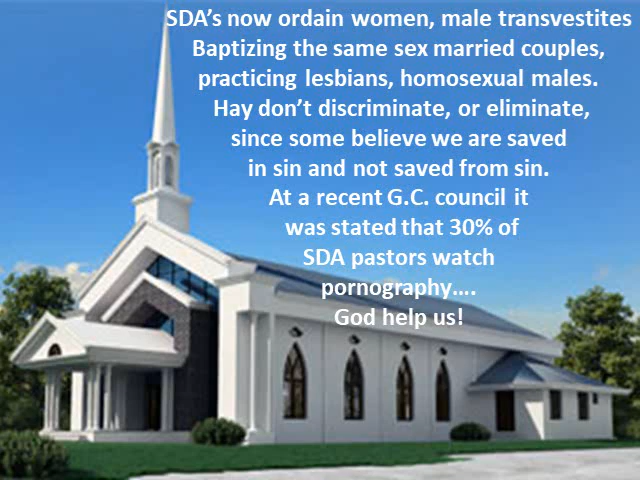 SDA’s now ordain women, male transvestites
Baptizing the same sex married couples,
practicing lesbians, homosexual males.
Hay don’t discriminate, or eliminate,
since some believe we are saved
in sin and not saved from sin.
At a recent G.C. council it
was stated that 30% of
SDA pastors watch
pornography….
God help us!